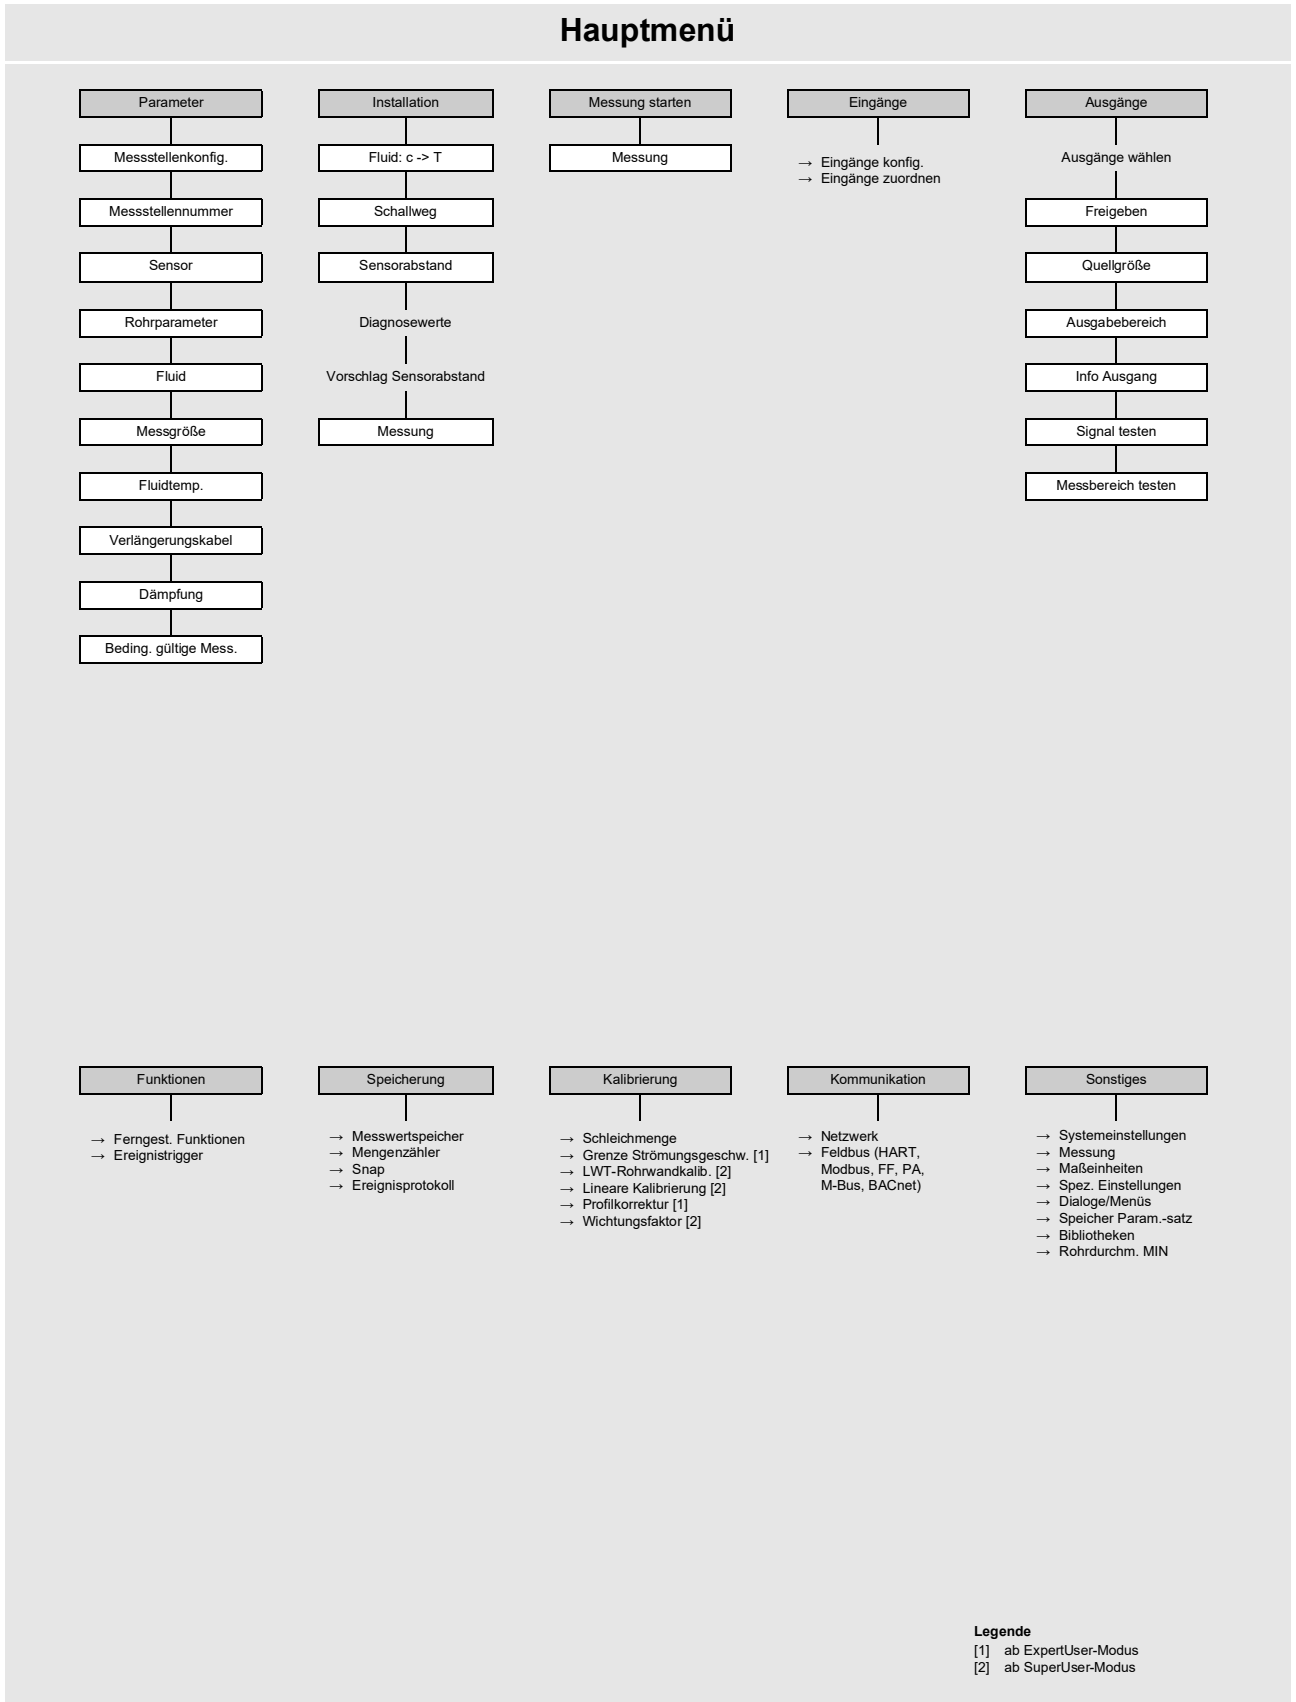 Hauptmenü
Parameter
Messstellenkonfig.
Messstellennummer
Sensor
Rohrparameter
Fluid
Messgröße
Fluidtemp.
Verlängerungskabel
Dämpfung
Beding. gültige Mess.
Installation
Fluid: c -> T
Schallweg
Sensorabstand
Diagnosewerte
Vorschlag Sensorabstand
Messung
Messung starten
Messung
Eingänge
→ Eingänge konfig.
→ Eingänge zuordnen
Ausgänge
Ausgänge wählen
Freigeben
Quellgröße
Ausgabebereich
Info Ausgang
Signal testen
Messbereich testen
Funktionen
→ Ferngest. Funktionen
→ Ereignistrigger
Speicherung
→ Messwertspeicher
→ Mengenzähler
→ Snap
→ Ereignisprotokoll
Kalibrierung
→ Schleichmenge
→ Grenze Strömungsgeschw. [1]
→ LWT-Rohrwandkalib. [2]
→ Lineare Kalibrierung [2]
→ Profilkorrektur [1]
→ Wichtungsfaktor [2]
Kommunikation
→ Netzwerk
→ Feldbus (HART,
Modbus, FF, PA,
M-Bus, BACnet)
Sonstiges
→ Systemeinstellungen
→ Messung
→ Maßeinheiten
→ Spez. Einstellungen
→ Dialoge/Menüs
→ Speicher Param.-satz
→ Bibliotheken
→ Rohrdurchm. MIN
Legende
[1] ab ExpertUser-Modus
[2] ab SuperUser-Modus